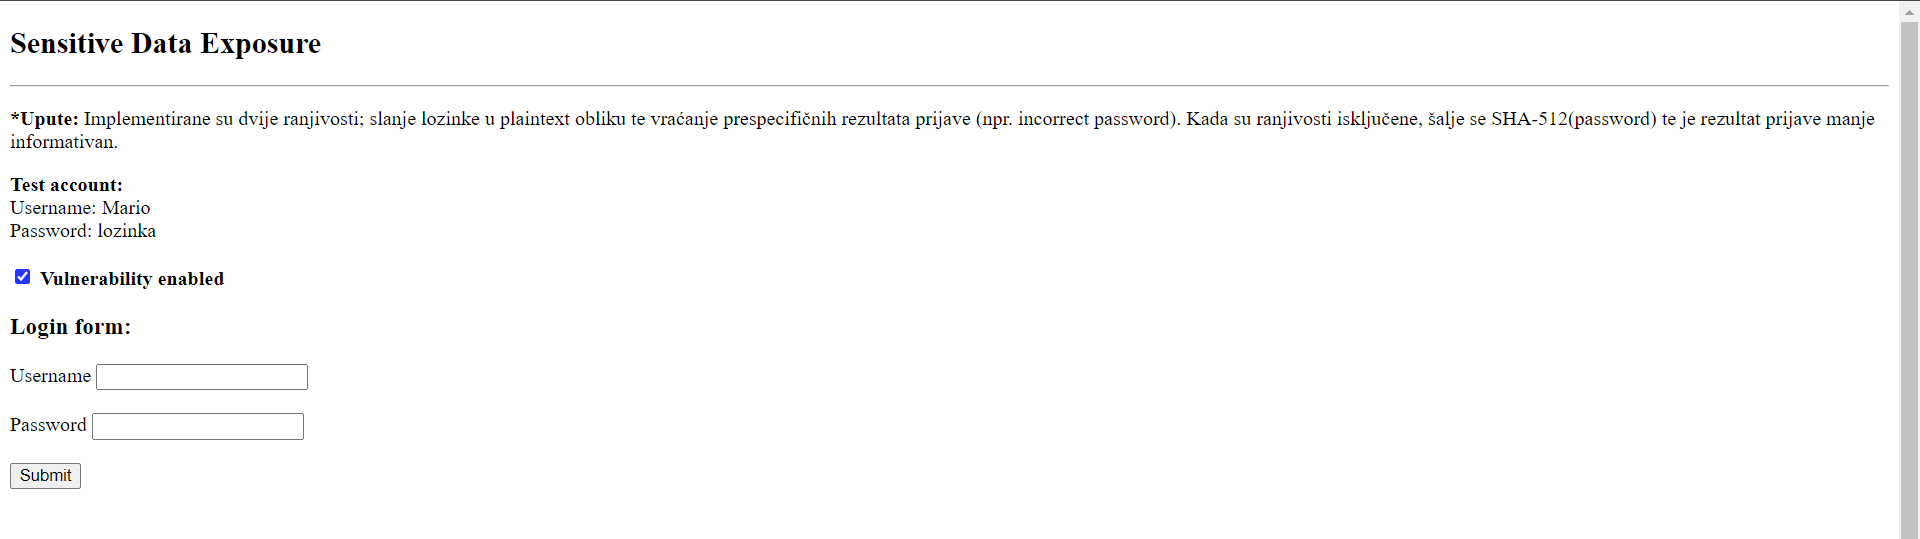 Sensitive Data Exposure
*Upute: Implementirane su dvije ranjivosti; slanje lozinke u plaintext obliku te vraćanje prespecifičnih rezultata prijave (npr. incorrect password). Kada su ranjivosti isključene, šalje se SHA-512(password) te je rezultat prijave manje
informativan.
Test account:
Username: Mario
Password: lozinka
Vulnerability enabled
Login form:
Username
Password
Submit